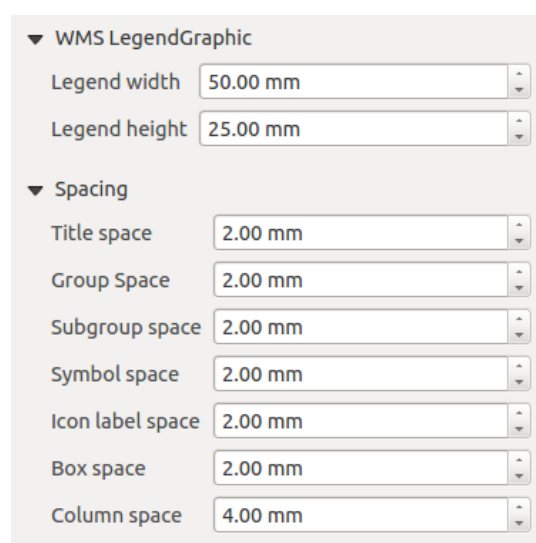 WMS LegendGraphic
Legend width 50.00 mm
Legend height 25.00 mm
Spacing
Title space 2.00 mm
Group Space 2.00 mm
Subgroup space 2.00 mm
Symbol space 2.00 mm
Icon label space 2.00 mm
Box space 2.00 mm
Column space 4.00 mm